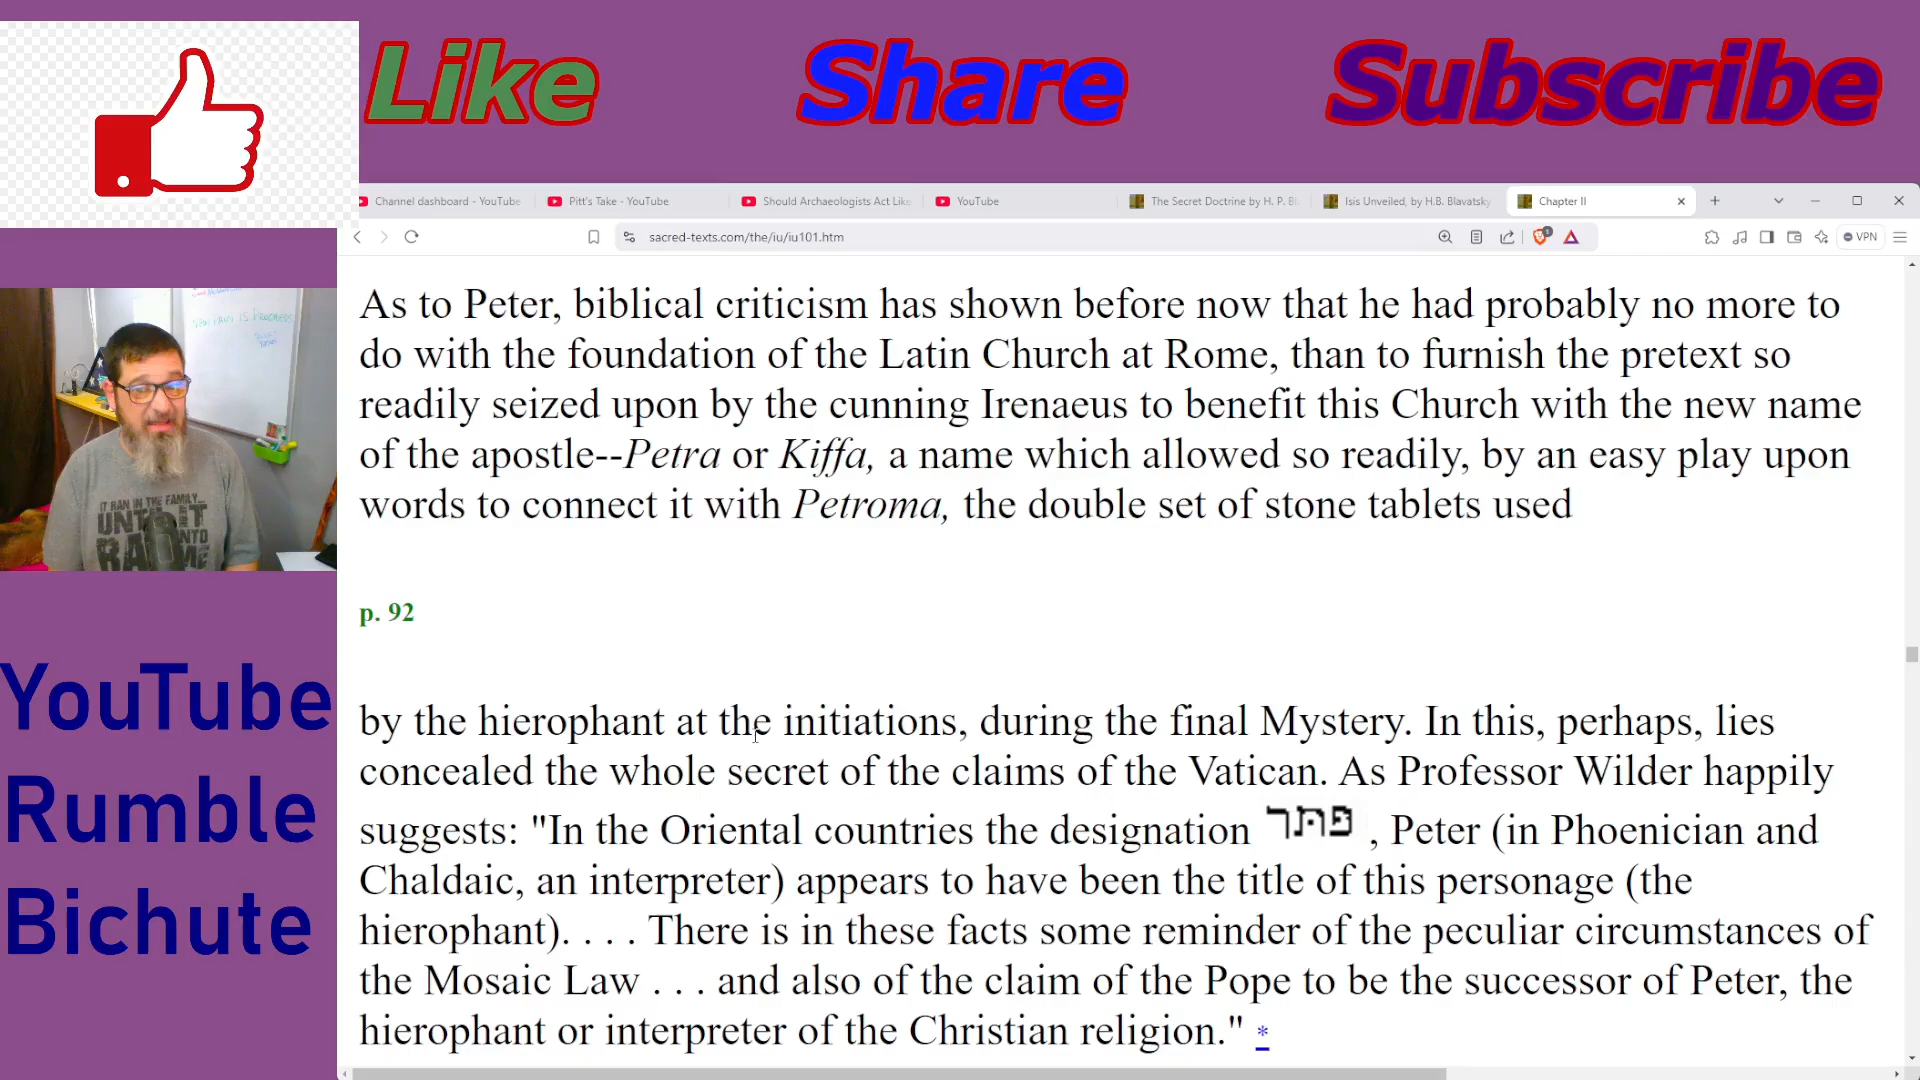 Like Share Subscribe
Channel dashboard - YouTube
Pitt's Take - YouTube
Should Archaeologists Act Like
YouTube
The Secret Doctrine by H. P. Bl
Isis Unveiled, by H.B. Blavatsky
Chapter II
sacred-texts.com/the/iu/iu101.htm
1
VPN
As to Peter, biblical criticism has shown before now that he had probably no more to
do with the foundation of the Latin Church at Rome, than to furnish the pretext so
readily seized upon by the cunning Irenaeus to benefit this Church with the new name
of the apostle--Petra or Kiffa, a name which allowed so readily, by an easy play upon
words to connect it with Petroma, the double set of stone tablets used
p. 92
by the hierophant at the initiations, during the final Mystery. In this, perhaps, lies
concealed the whole secret of the claims of the Vatican. As Professor Wilder happily
suggests: "In the Oriental countries the designation פתר , Peter (in Phoenician and
Chaldaic, an interpreter) appears to have been the title of this personage (the
hierophant). . . . There is in these facts some reminder of the peculiar circumstances of
the Mosaic Law . . . and also of the claim of the Pope to be the successor of Peter, the
hierophant or interpreter of the Christian religion." *
IT RAN IN THE FAMILY...
UNTIL IT
YouTube
Rumble
Bichute